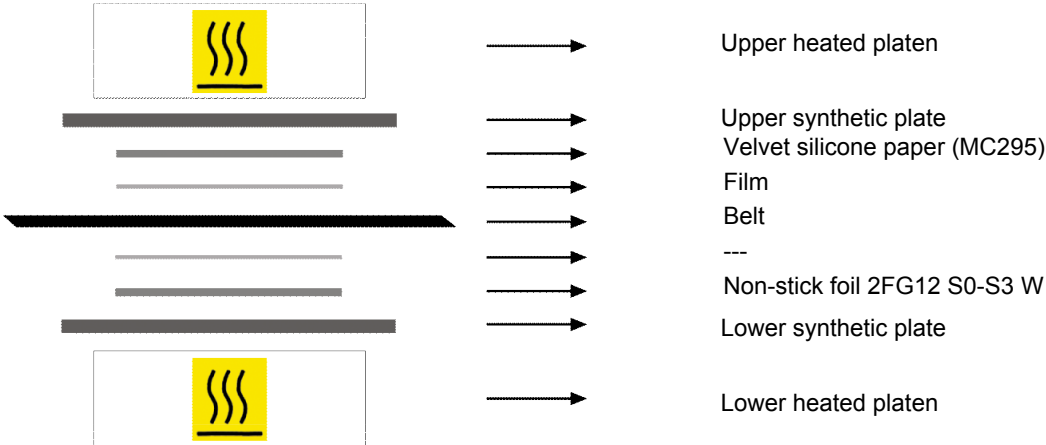 Upper heated platen
Upper synthetic plate
Velvet silicone paper (MC295)
Film
Belt
---
Non-stick foil 2FG12 S0-S3 W
Lower synthetic plate
Lower heated platen